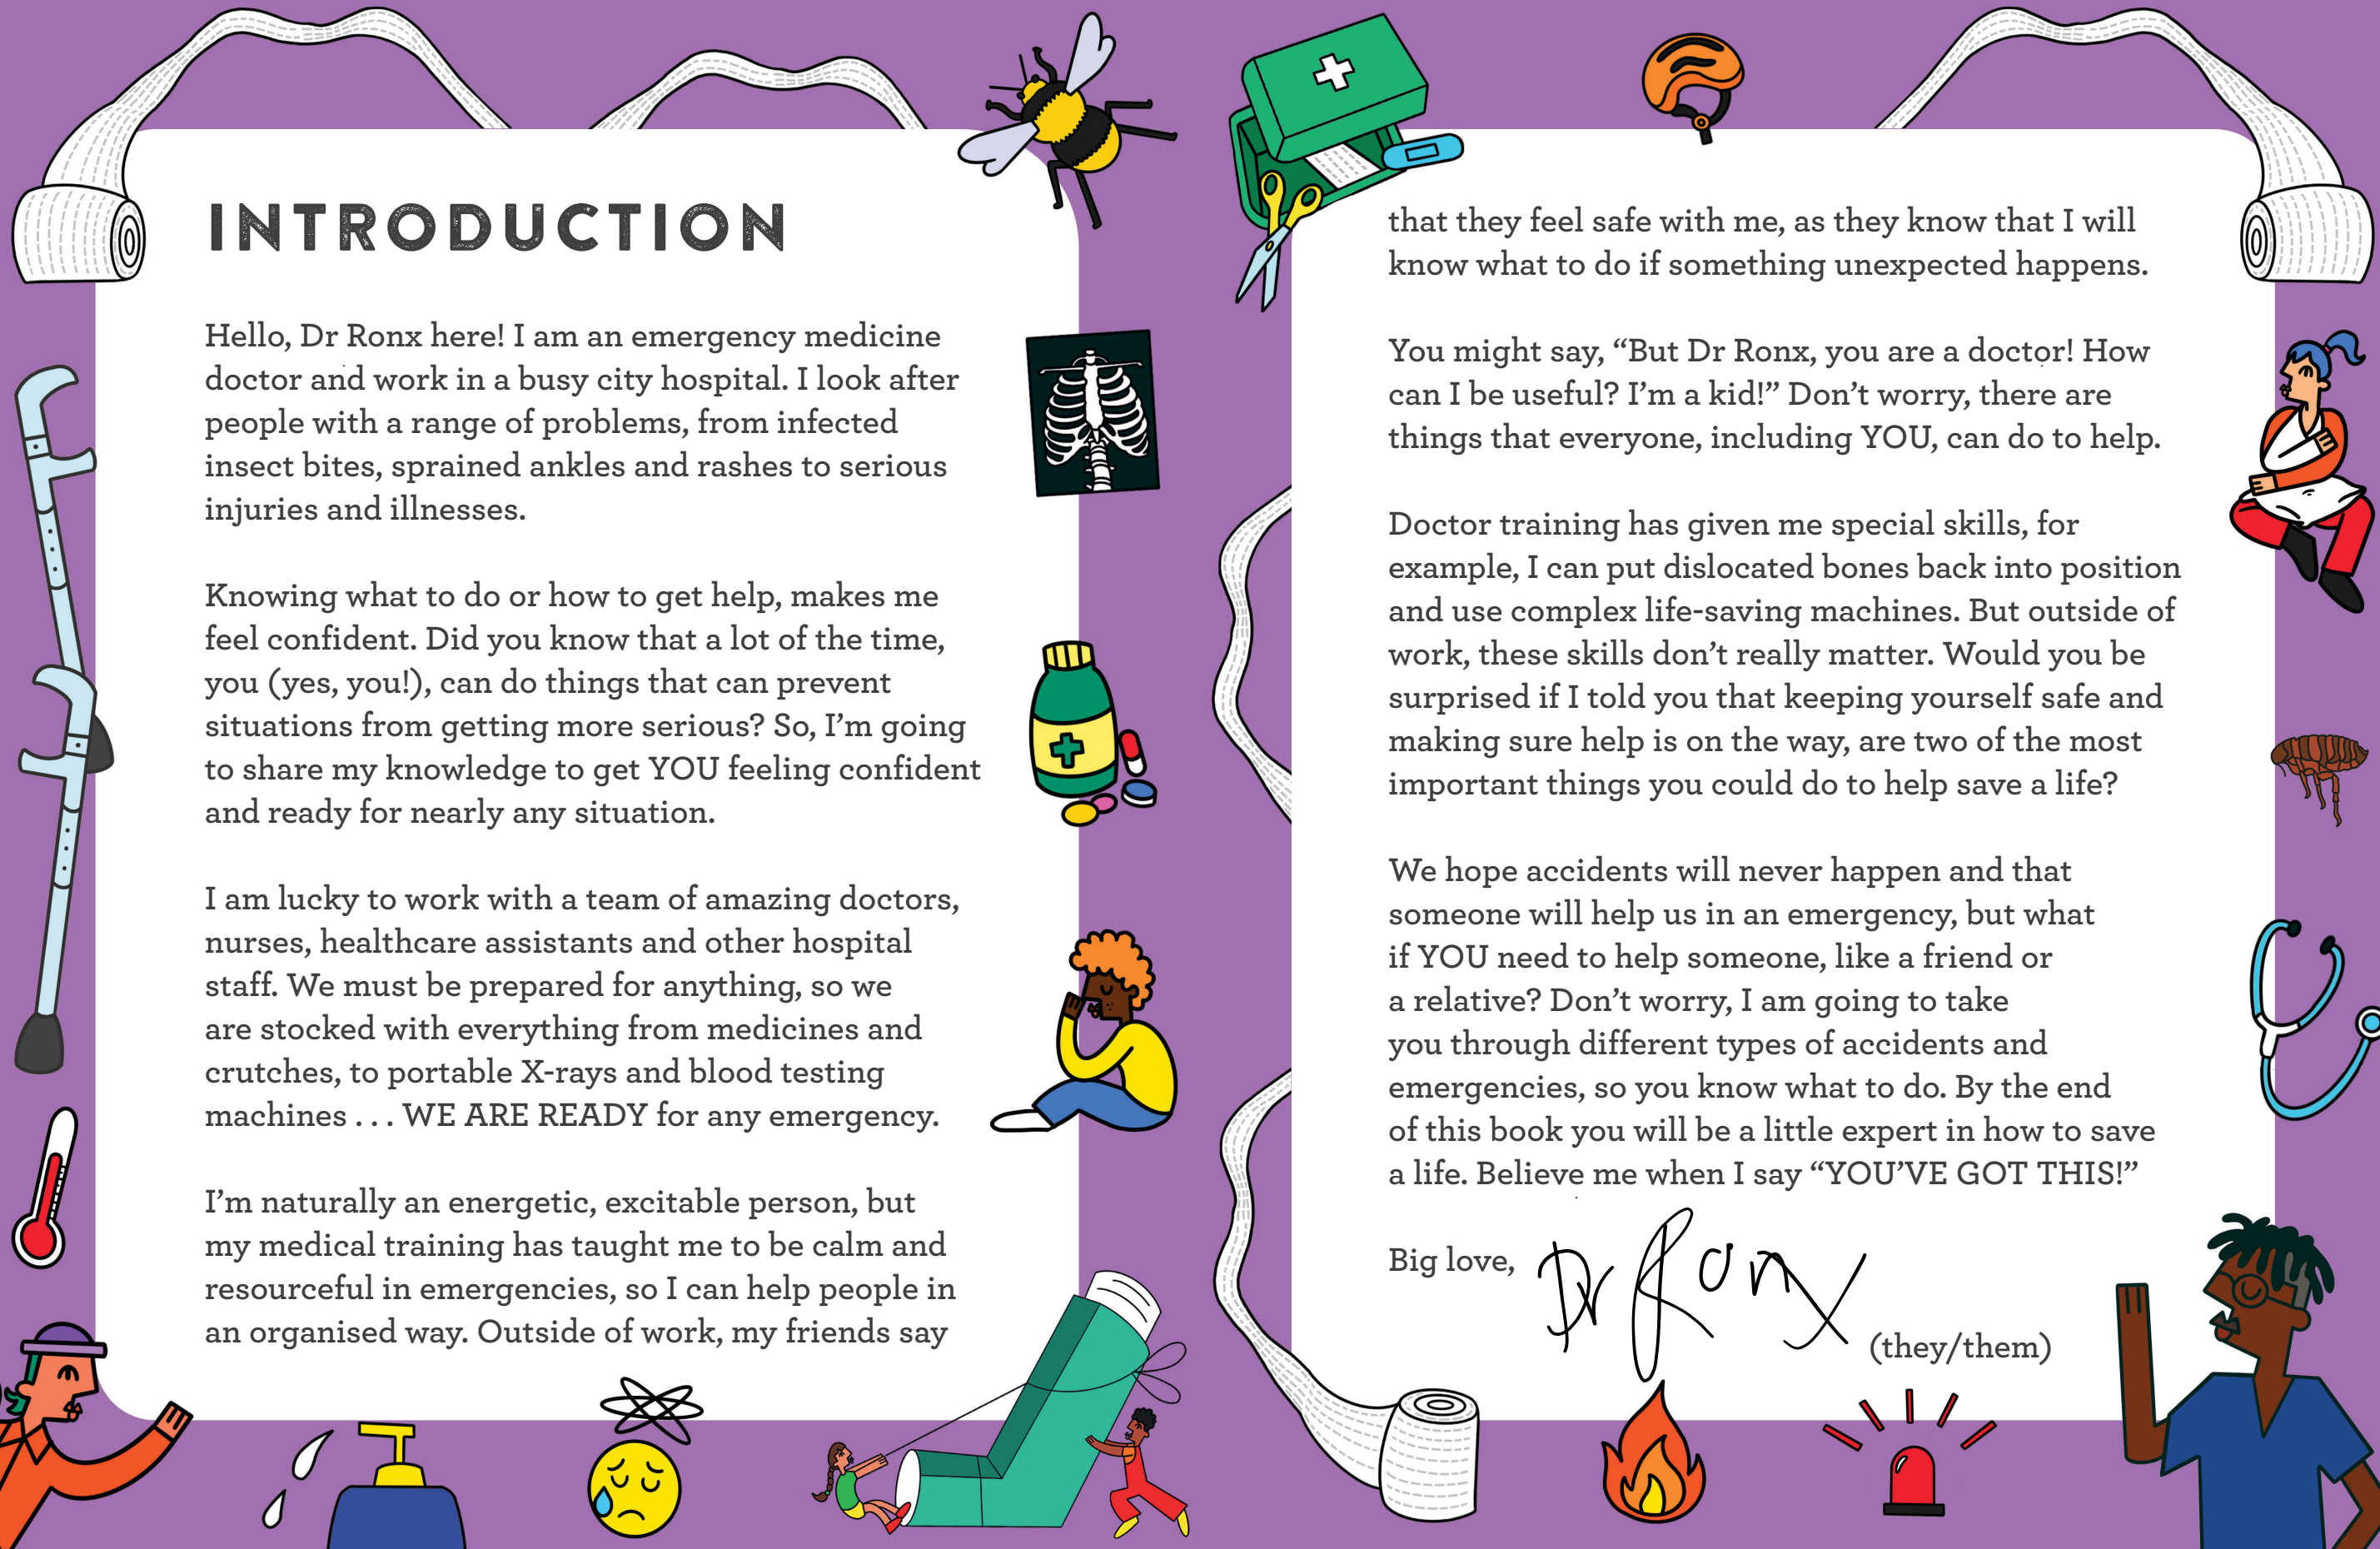 INTRODUCTION
Hello, Dr Ronx here! I am an emergency medicine
doctor and work in a busy city hospital. I look after
people with a range of problems, from infected
insect bites, sprained ankles and rashes to serious
injuries and illnesses.
Knowing what to do or how to get help, makes me
feel confident. Did you know that a lot of the time,
you (yes, you!), can do things that can prevent
situations from getting more serious? So, I’m going
to share my knowledge to get YOU feeling confident
and ready for nearly any situation.
I am lucky to work with a team of amazing doctors,
nurses, healthcare assistants and other hospital
staff. We must be prepared for anything, so we
are stocked with everything from medicines and
crutches, to portable X-rays and blood testing
machines . . . WE ARE READY for any emergency.
I’m naturally an energetic, excitable person, but
my medical training has taught me to be calm and
resourceful in emergencies, so I can help people in
an organised way. Outside of work, my friends say
that they feel safe with me, as they know that I will
know what to do if something unexpected happens.
You might say, “But Dr Ronx, you are a doctor! How
can I be useful? I’m a kid!” Don’t worry, there are
things that everyone, including YOU, can do to help.
Doctor training has given me special skills, for
example, I can put dislocated bones back into position
and use complex life-saving machines. But outside of
work, these skills don’t really matter. Would you be
surprised if I told you that keeping yourself safe and
making sure help is on the way, are two of the most
important things you could do to help save a life?
We hope accidents will never happen and that
someone will help us in an emergency, but what
if YOU need to help someone, like a friend or
a relative? Don’t worry, I am going to take
you through different types of accidents and
emergencies, so you know what to do. By the end
of this book you will be a little expert in how to save
a life. Believe me when I say “YOU’VE GOT THIS!”
Big love, Dr Ronx
(they/them)